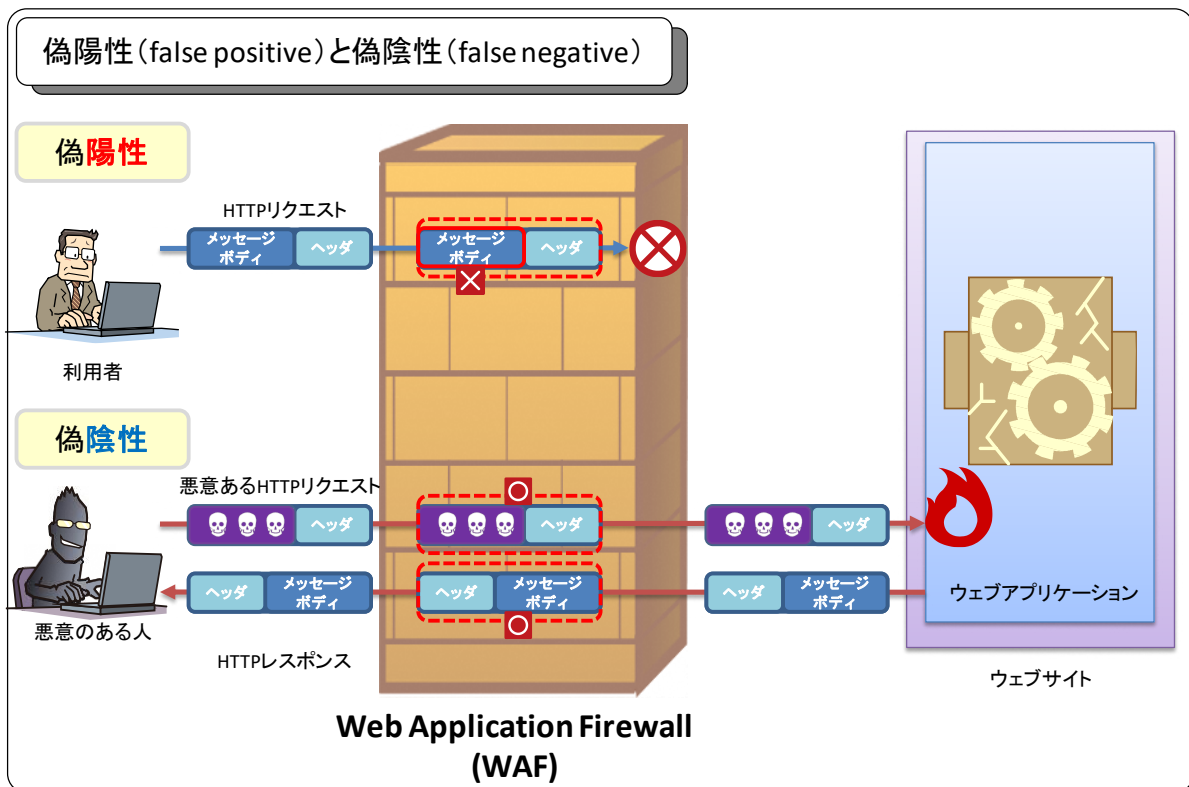 偽陽性(false positive)と偽陰性(false negative)
偽陽性
HTTPリクエスト
メッセージ
ボディ
ヘッダ
メッセージ
ボディ
ヘッダ
利用者
偽陰性
悪意あるHTTPリクエスト
ヘッダ
ヘッダ
ヘッダ
ヘッダ
メッセージ
ボディ
ヘッダ
メッセージ
ボディ
ヘッダ
メッセージ
ボディ
ウェブアプリケーション
悪意のある人
HTTPレスポンス
ウェブサイト
Web Application Firewall
(WAF)